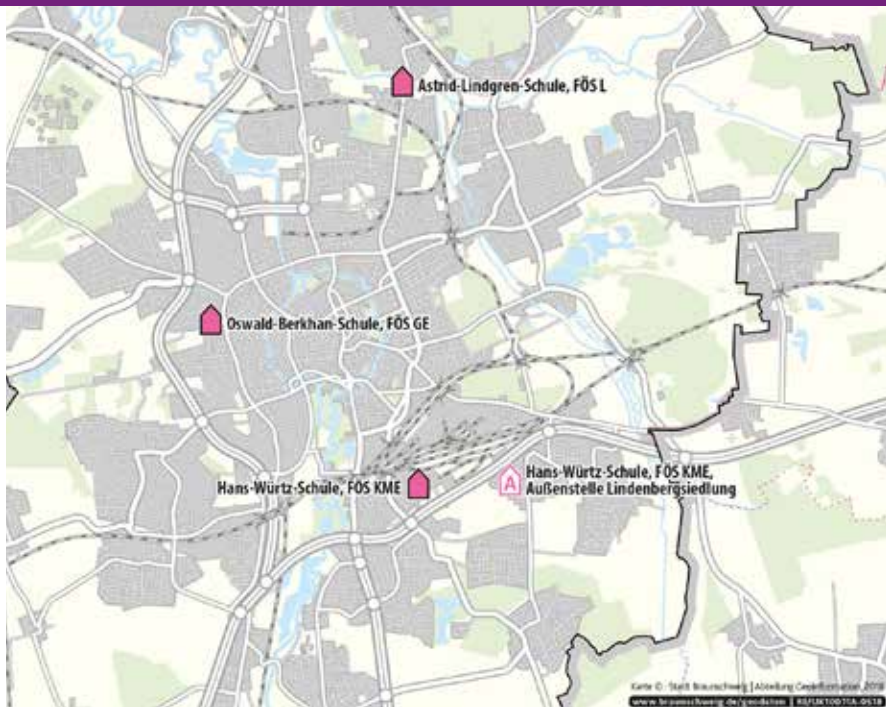 Astrid-Lindgren-Schule, FÖS L
Oswald-Berkhan-Schule, FÖS GE
Hans-Würtz-Schule, FÖS KME
A
Hans-Würtz-Schule, FÖS KME,
Außenstelle Lindenbergsiedlung
Karte ©: Stadt Braunschweig | Abteilung Geoinformation, 2018
www.braunschweig.de/geodaten